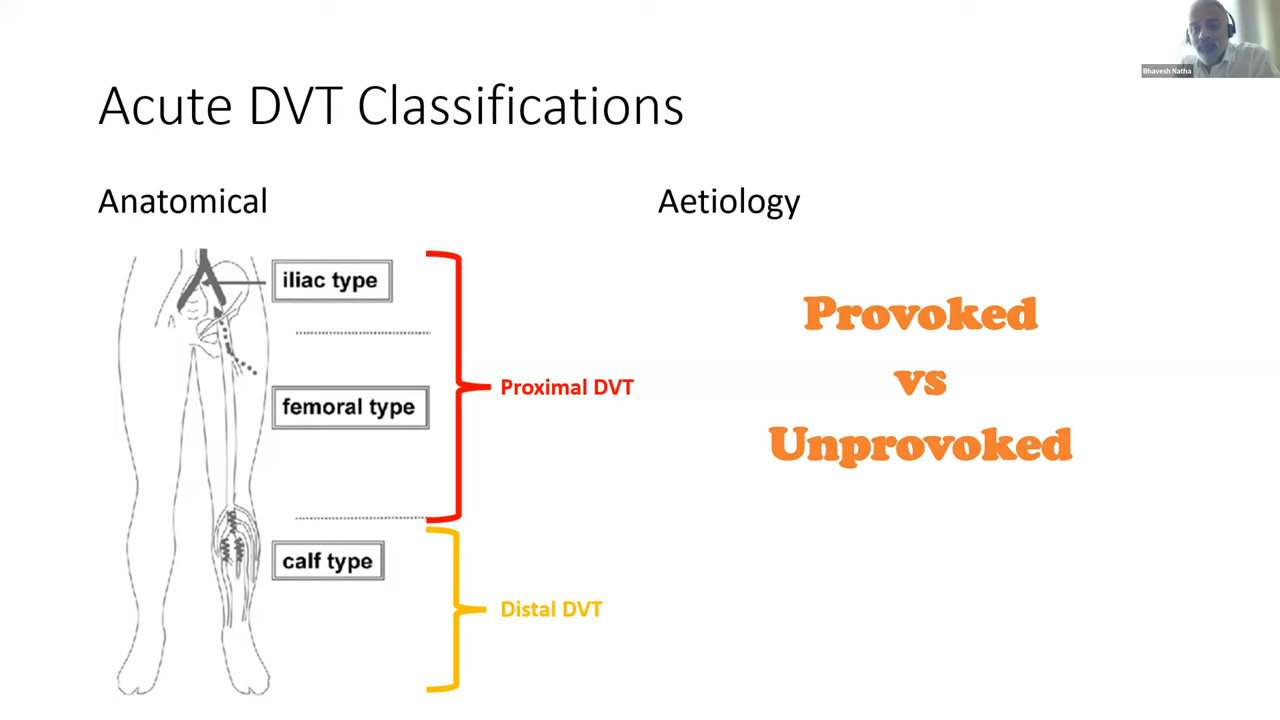 Bhavesh Natha
Acute DVT Classifications
Anatomical
iliac type
femoral type
calf type
Proximal DVT
Distal DVT
Aetiology
Provoked
vs
Unprovoked